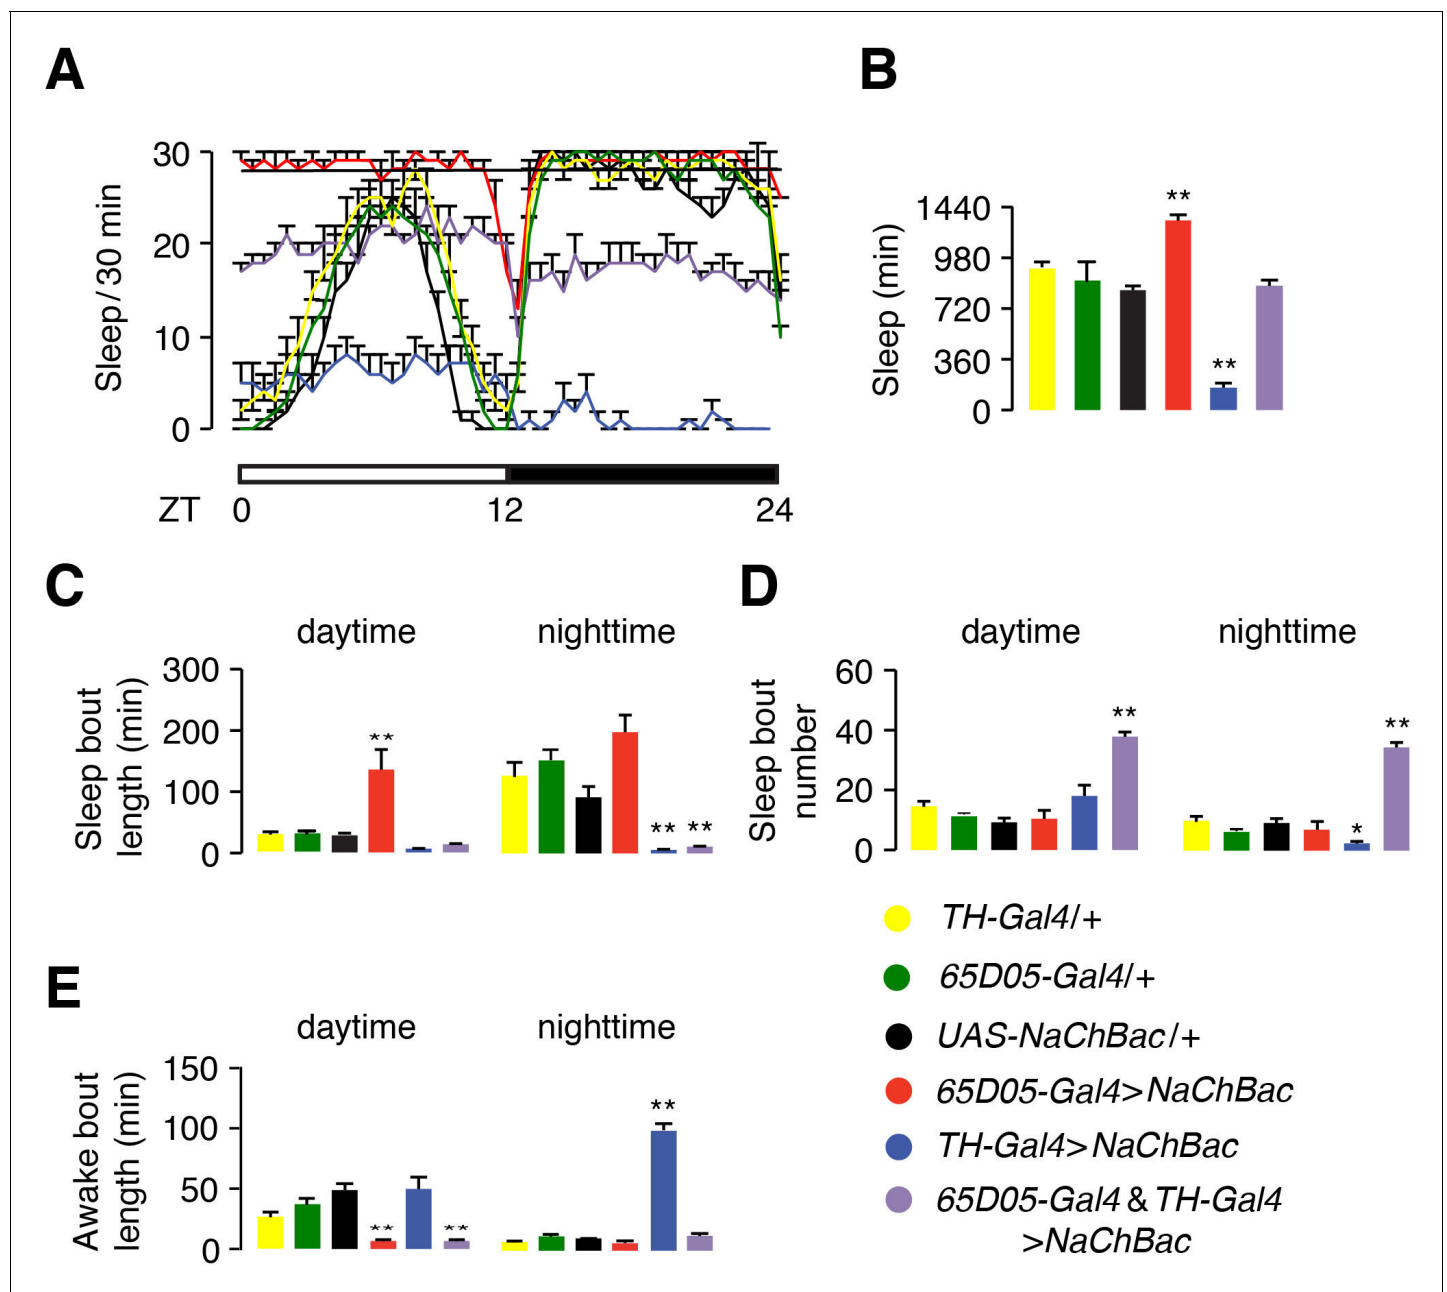 A
B
30
20
10
0
Sleep/30 min
ZT
0
12
24
1440
980
720
360
0
Sleep (min)
**
**
C
daytime
nighttime
300
200
100
0
Sleep bout
length (min)
**
**
**
D
daytime
nighttime
60
40
20
0
Sleep bout
number
**
*
**
E
daytime
nighttime
150
100
50
0
Awake bout
length (min)
**
**
**
TH-Gal4/+
65D05-Gal4/+
UAS-NaChBac/+
65D05-Gal4>NaChBac
TH-Gal4>NaChBac
65D05-Gal4 & TH-Gal4
>NaChBac